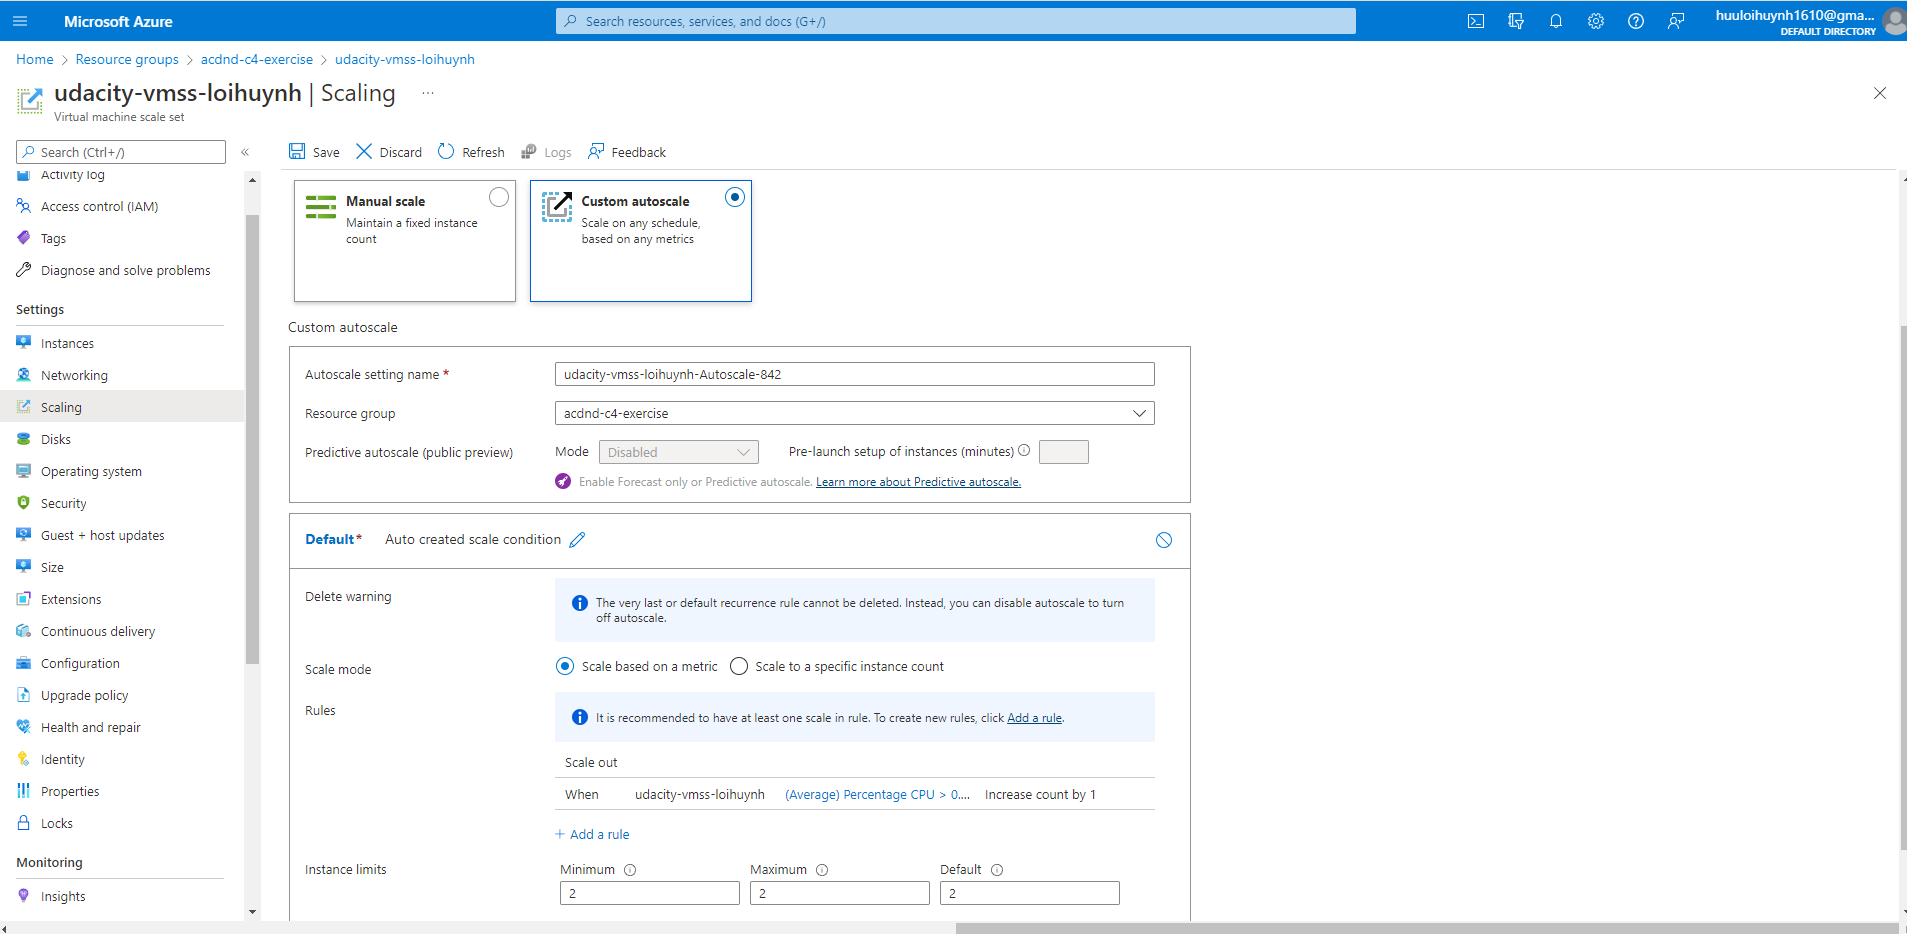 Microsoft Azure
Search resources, services, and docs (G+/)
huuloihuynh1610@gma...
DEFAULT DIRECTORY
Home > Resource groups > acdnd-c4-exercise > udacity-vmss-loihuynh
udacity-vmss-loihuynh | Scaling ...
Virtual machine scale set
Search (Ctrl+/)
«
Save
Discard
Refresh
Logs
Feedback
Activity log
Access control (IAM)
Tags
Diagnose and solve problems
Settings
Instances
Networking
Scaling
Disks
Operating system
Security
Guest + host updates
Size
Extensions
Continuous delivery
Configuration
Upgrade policy
Health and repair
Identity
Properties
Locks
Monitoring
Insights
Manual scale
Maintain a fixed instance
count
Custom autoscale
Scale on any schedule,
based on any metrics
Custom autoscale
Autoscale setting name *
udacity-vmss-loihuynh-Autoscale-842
Resource group
acdnd-c4-exercise
Predictive autoscale (public preview)
Mode
Disabled
Pre-launch setup of instances (minutes)
Enable Forecast only or Predictive autoscale. Learn more about Predictive autoscale.
Default*
Auto created scale condition
Delete warning
The very last or default recurrence rule cannot be deleted. Instead, you can disable autoscale to turn
off autoscale.
Scale mode
Scale based on a metric
Scale to a specific instance count
Rules
It is recommended to have at least one scale in rule. To create new rules, click Add a rule.
Scale out
When
udacity-vmss-loihuynh
(Average) Percentage CPU > 0....
Increase count by 1
+ Add a rule
Instance limits
Minimum
Maximum
Default
2
2
2